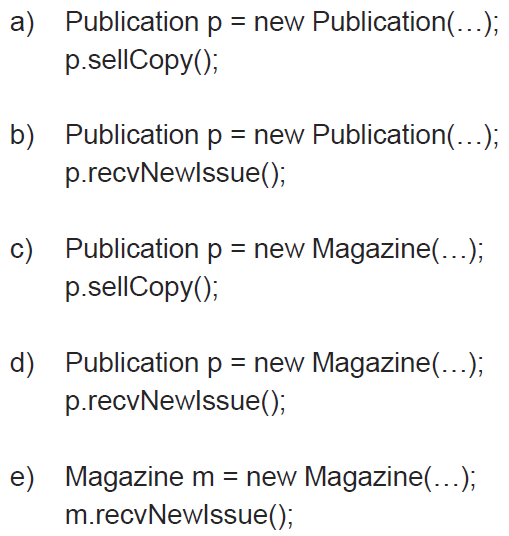 a) Publication p = new Publication(…);
p.sellCopy();
b) Publication p = new Publication(…);
p.recvNewIssue();
c) Publication p = new Magazine(…);
p.sellCopy();
d) Publication p = new Magazine(…);
p.recvNewIssue();
e) Magazine m = new Magazine(…);
m.recvNewIssue();